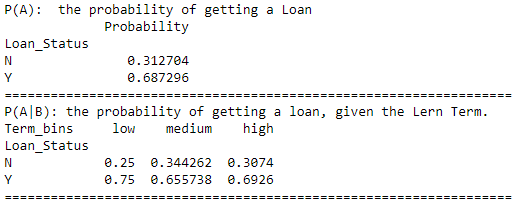 P(A):  the probability of getting a Loan
             Probability
Loan_Status
N               0.312704
Y               0.687296
==================================================================
P(A|B): the probability of getting a loan, given the Lern Term.
Term_bins     low    medium    high
Loan_Status
N            0.25  0.344262  0.3074
Y            0.75  0.655738  0.6926
==================================================================